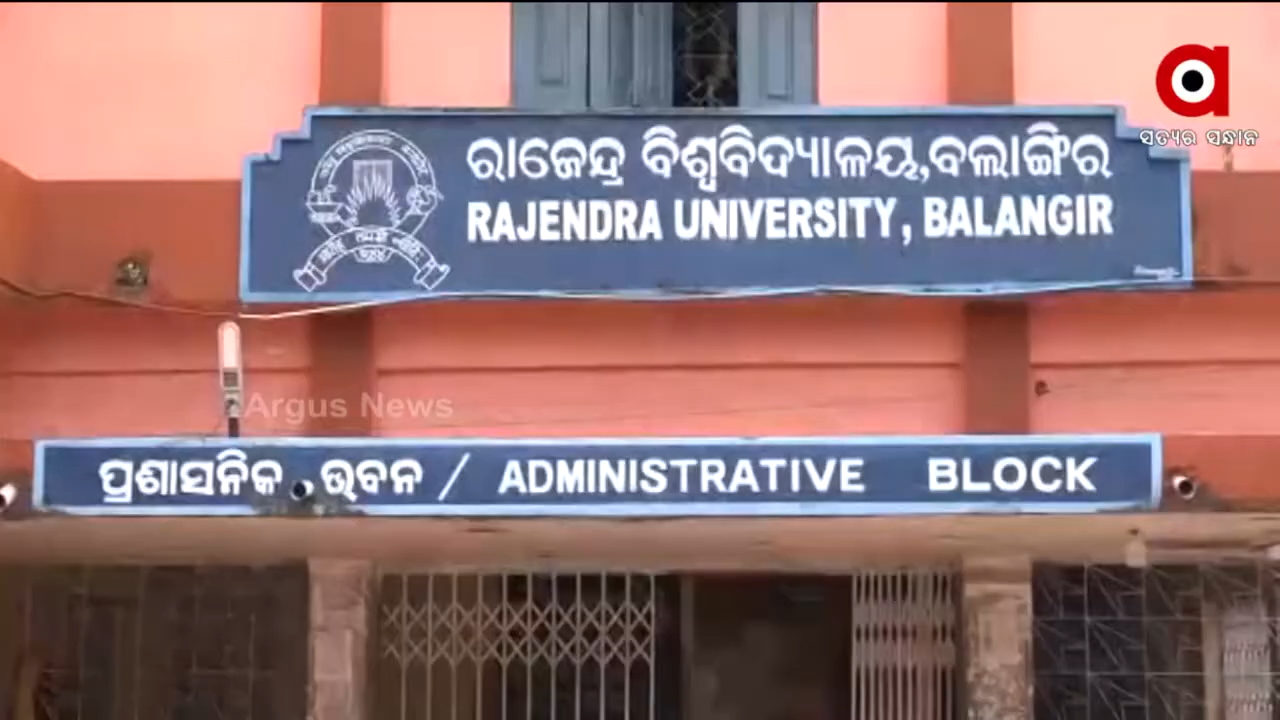 ସତ୍ୟର ସନ୍ଧାନ
ରାଜେନ୍ଦ୍ର ବିଶ୍ୱବିଦ୍ୟାଳୟ,ବଲାଙ୍ଗିର
RAJENDRA UNIVERSITY, BALANGIR
Argus News
ପ୍ରଶାସନିକ ଭବନ / ADMINISTRATIVE BLOCK